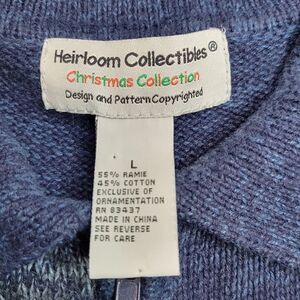 Heirloom Collectibles®
Christmas Collection
Design and Pattern Copyrighted
L
55% RAMIE
45% COTTON
EXCLUSIVE OF
ORNAMENTATION
RN 83437
MADE IN CHINA
SEE REVERSE
FOR CARE